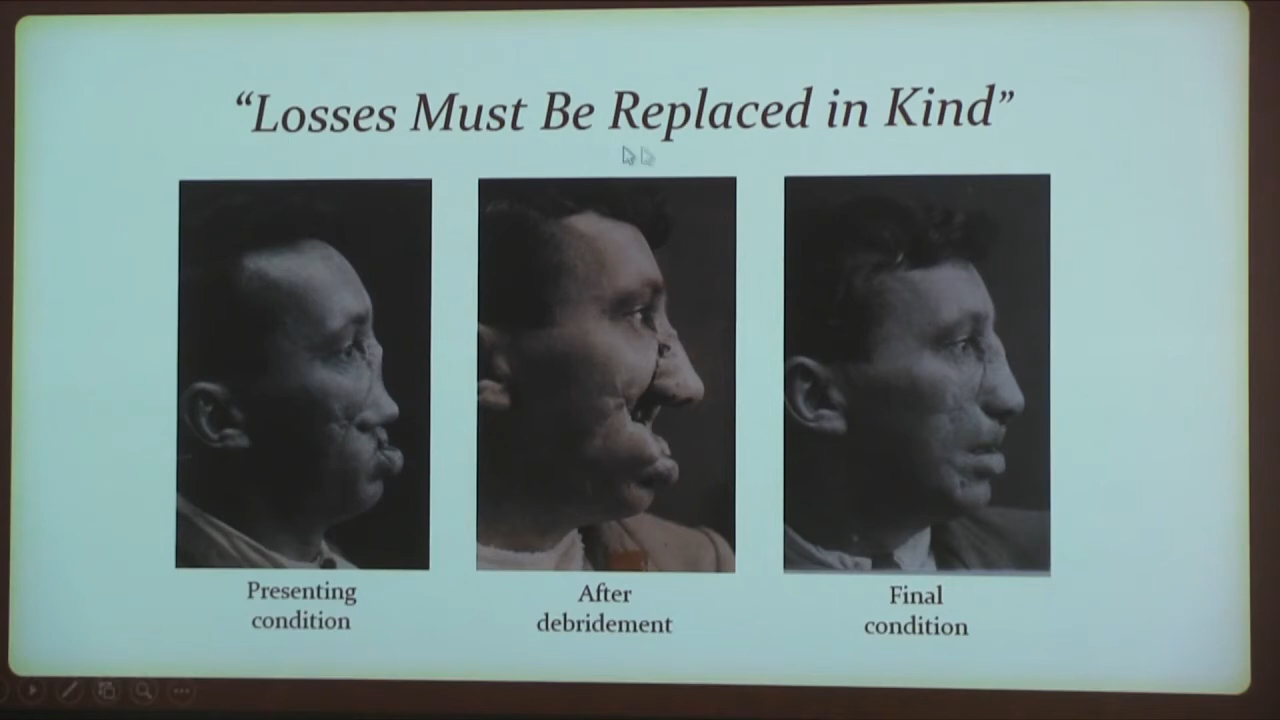 “Losses Must Be Replaced in Kind”
Presenting
condition
After
debridement
Final
condition